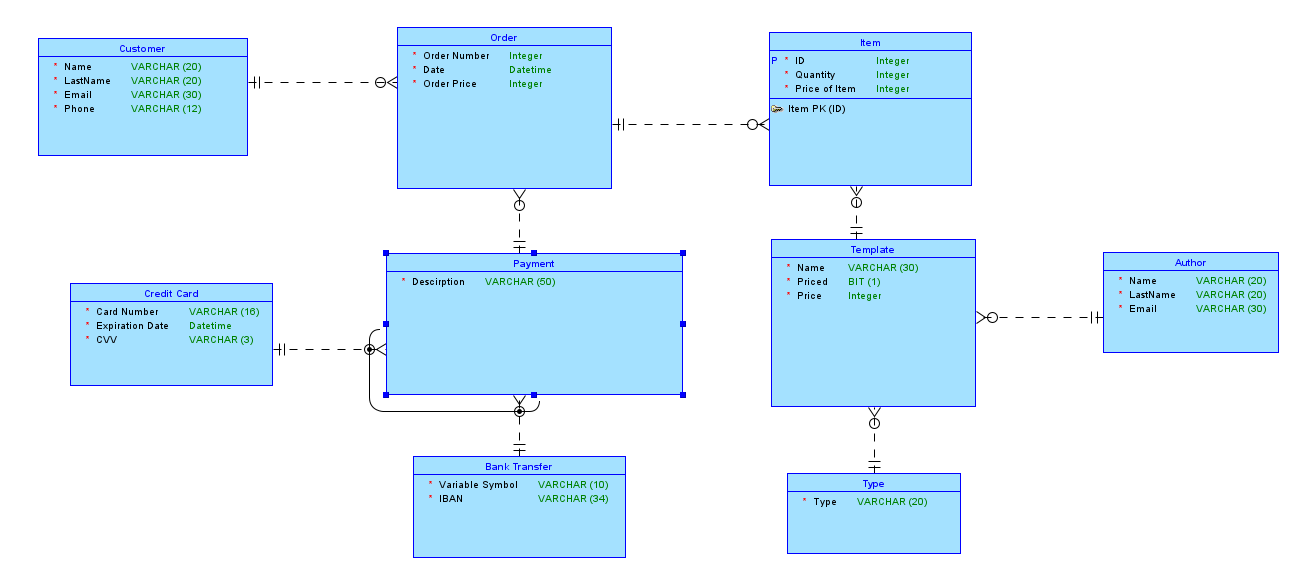 Customer
* Name VARCHAR (20)
* LastName VARCHAR (20)
* Email VARCHAR (30)
* Phone VARCHAR (12)
Order
* Order Number Integer
* Date Datetime
* Order Price Integer
Item
P * ID Integer
* Quantity Integer
* Price of Item Integer
Item PK (ID)
Payment
* Descirption VARCHAR (50)
Template
* Name VARCHAR (30)
* Priced BIT (1)
* Price Integer
Author
* Name VARCHAR (20)
* LastName VARCHAR (20)
* Email VARCHAR (30)
Credit Card
* Card Number VARCHAR (16)
* Expiration Date Datetime
* CVV VARCHAR (3)
Bank Transfer
* Variable Symbol VARCHAR (10)
* IBAN VARCHAR (34)
Type
* Type VARCHAR (20)